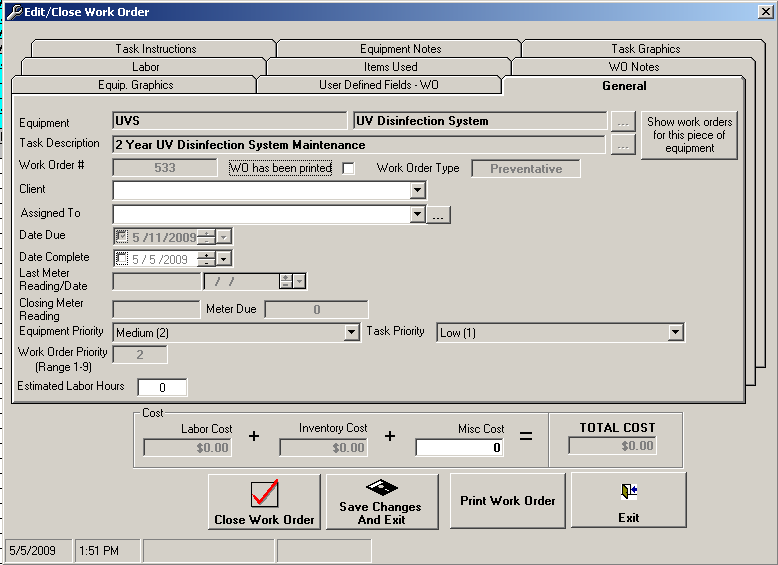 Edit/Close Work Order
Task Instructions Equipment Notes Task Graphics
Labor Items Used WO Notes
Equip. Graphics User Defined Fields - WO General
Equipment UVS UV Disinfection System ...
Show work orders for this piece of equipment
Task Description 2 Year UV Disinfection System Maintenance ...
Work Order # 533 WO has been printed Work Order Type Preventative
Client
Assigned To ...
Date Due 5 /11/2009
Date Complete 5 / 5 /2009
Last Meter Reading/Date / /
Closing Meter Reading Meter Due 0
Equipment Priority Medium (2) Task Priority Low (1)
Work Order Priority 2
(Range 1-9)
Estimated Labor Hours 0
Cost
Labor Cost Inventory Cost Misc Cost TOTAL COST
$0.00 + $0.00 + 0 = $0.00
Close Work Order
Save Changes And Exit
Print Work Order
Exit
5/5/2009 1:51 PM